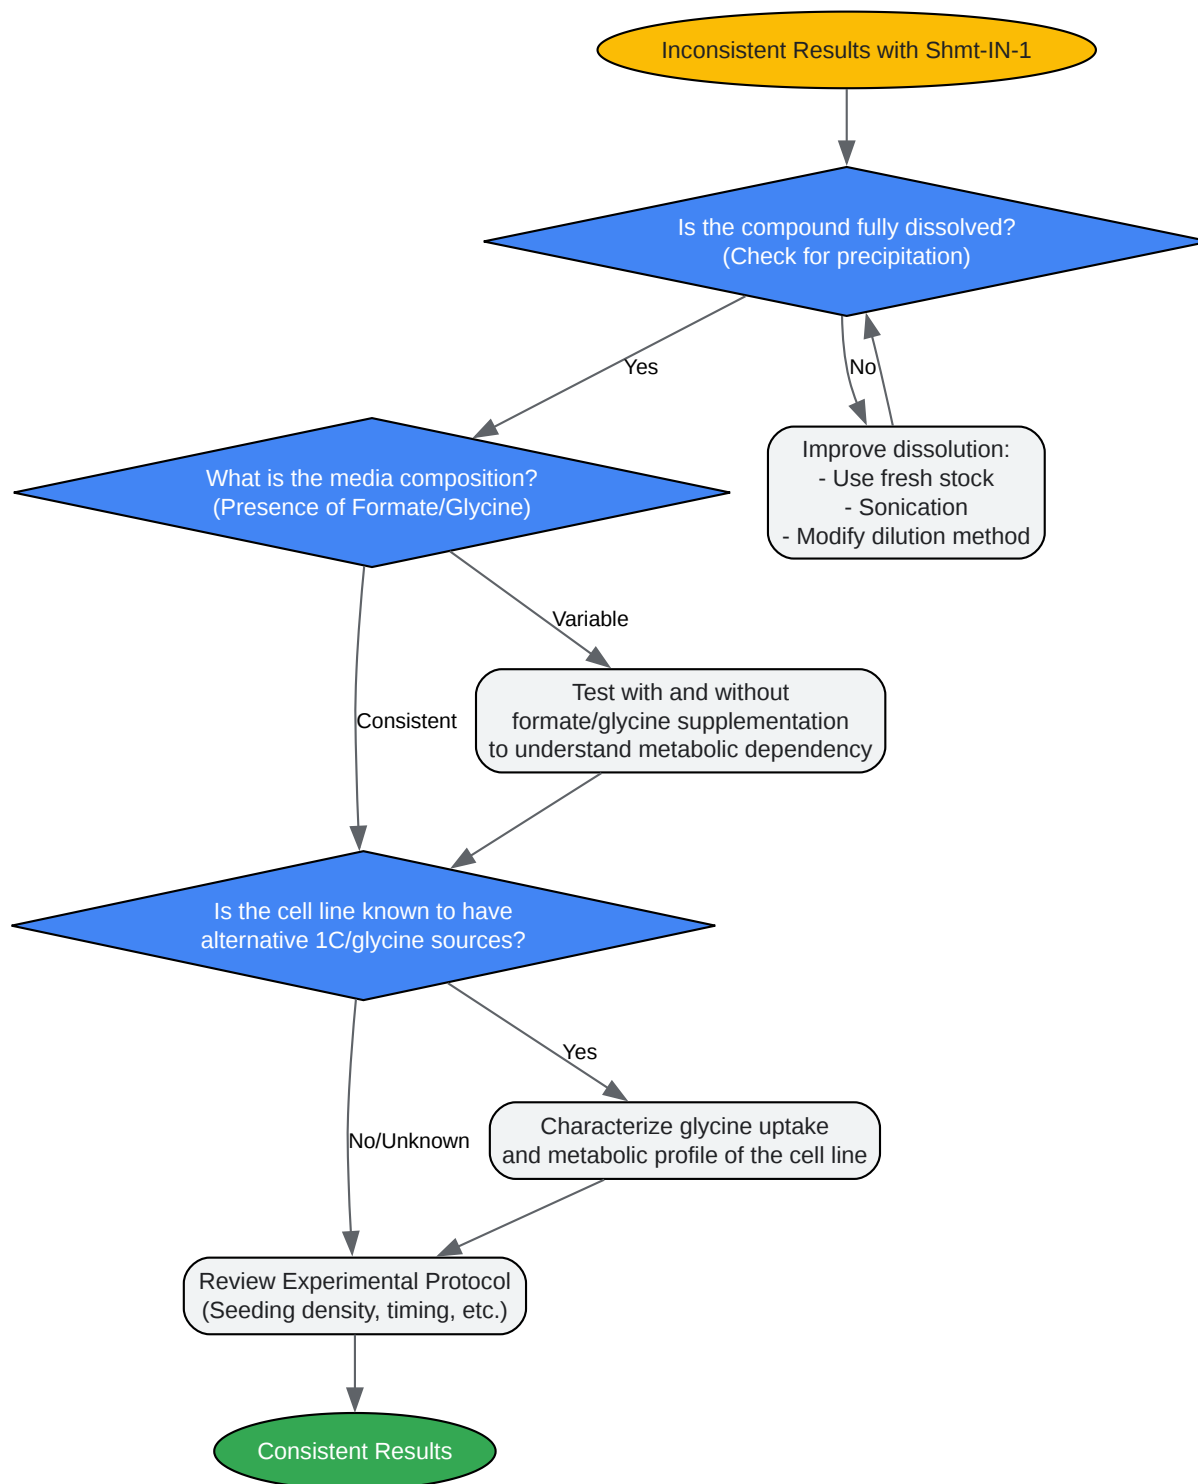 Inconsistent Results with Shmt-IN-1
Is the compound fully dissolved?
(Check for precipitation)
Yes
No
What is the media composition?
(Presence of Formate/Glycine)
Improve dissolution:
- Use fresh stock
- Sonication
- Modify dilution method
Variable
Consistent
Test with and without
formate/glycine supplementation
to understand metabolic dependency
Is the cell line known to have
alternative 1C/glycine sources?
Yes
No/Unknown
Characterize glycine uptake
and metabolic profile of the cell line
Review Experimental Protocol
(Seeding density, timing, etc.)
Consistent Results